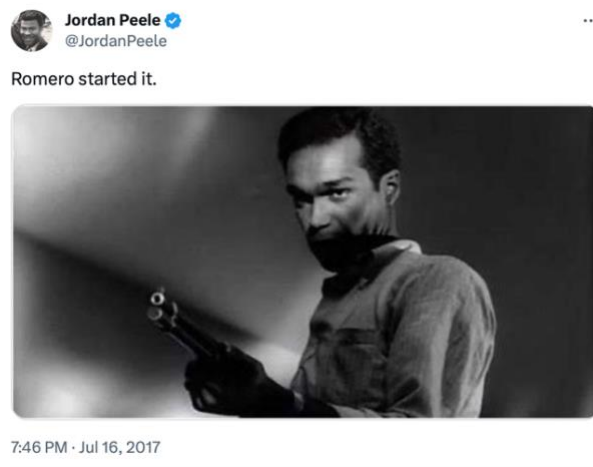 Jordan Peele
@JordanPeele
Romero started it.
7:46 PM · Jul 16, 2017